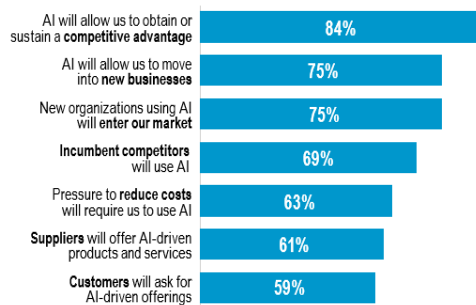 AI will allow us to obtain or
sustain a competitive advantage
84%
AI will allow us to move
into new businesses
75%
New organizations using AI
will enter our market
75%
Incumbent competitors
will use AI
69%
Pressure to reduce costs
will require us to use AI
63%
Suppliers will offer AI-driven
products and services
61%
Customers will ask for
AI-driven offerings
59%